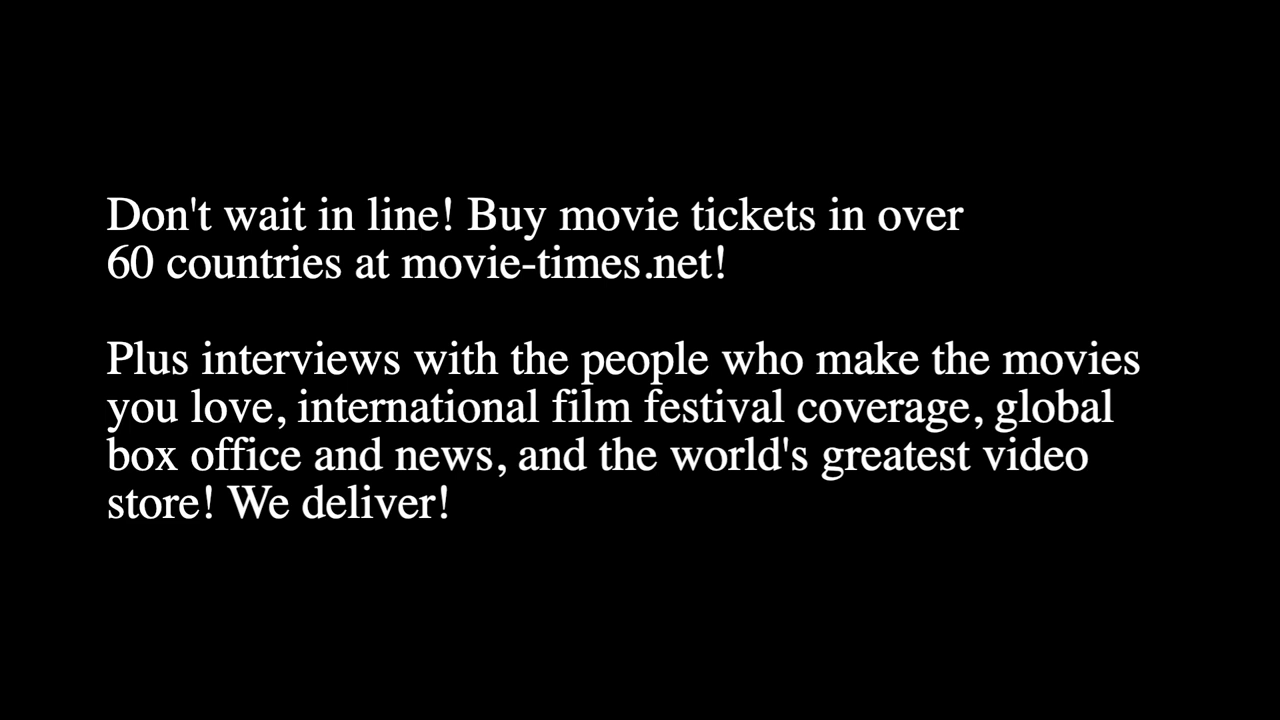 Don't wait in line! Buy movie tickets in over
60 countries at movie-times.net!
Plus interviews with the people who make the movies
you love, international film festival coverage, global
box office and news, and the world's greatest video
store! We deliver!